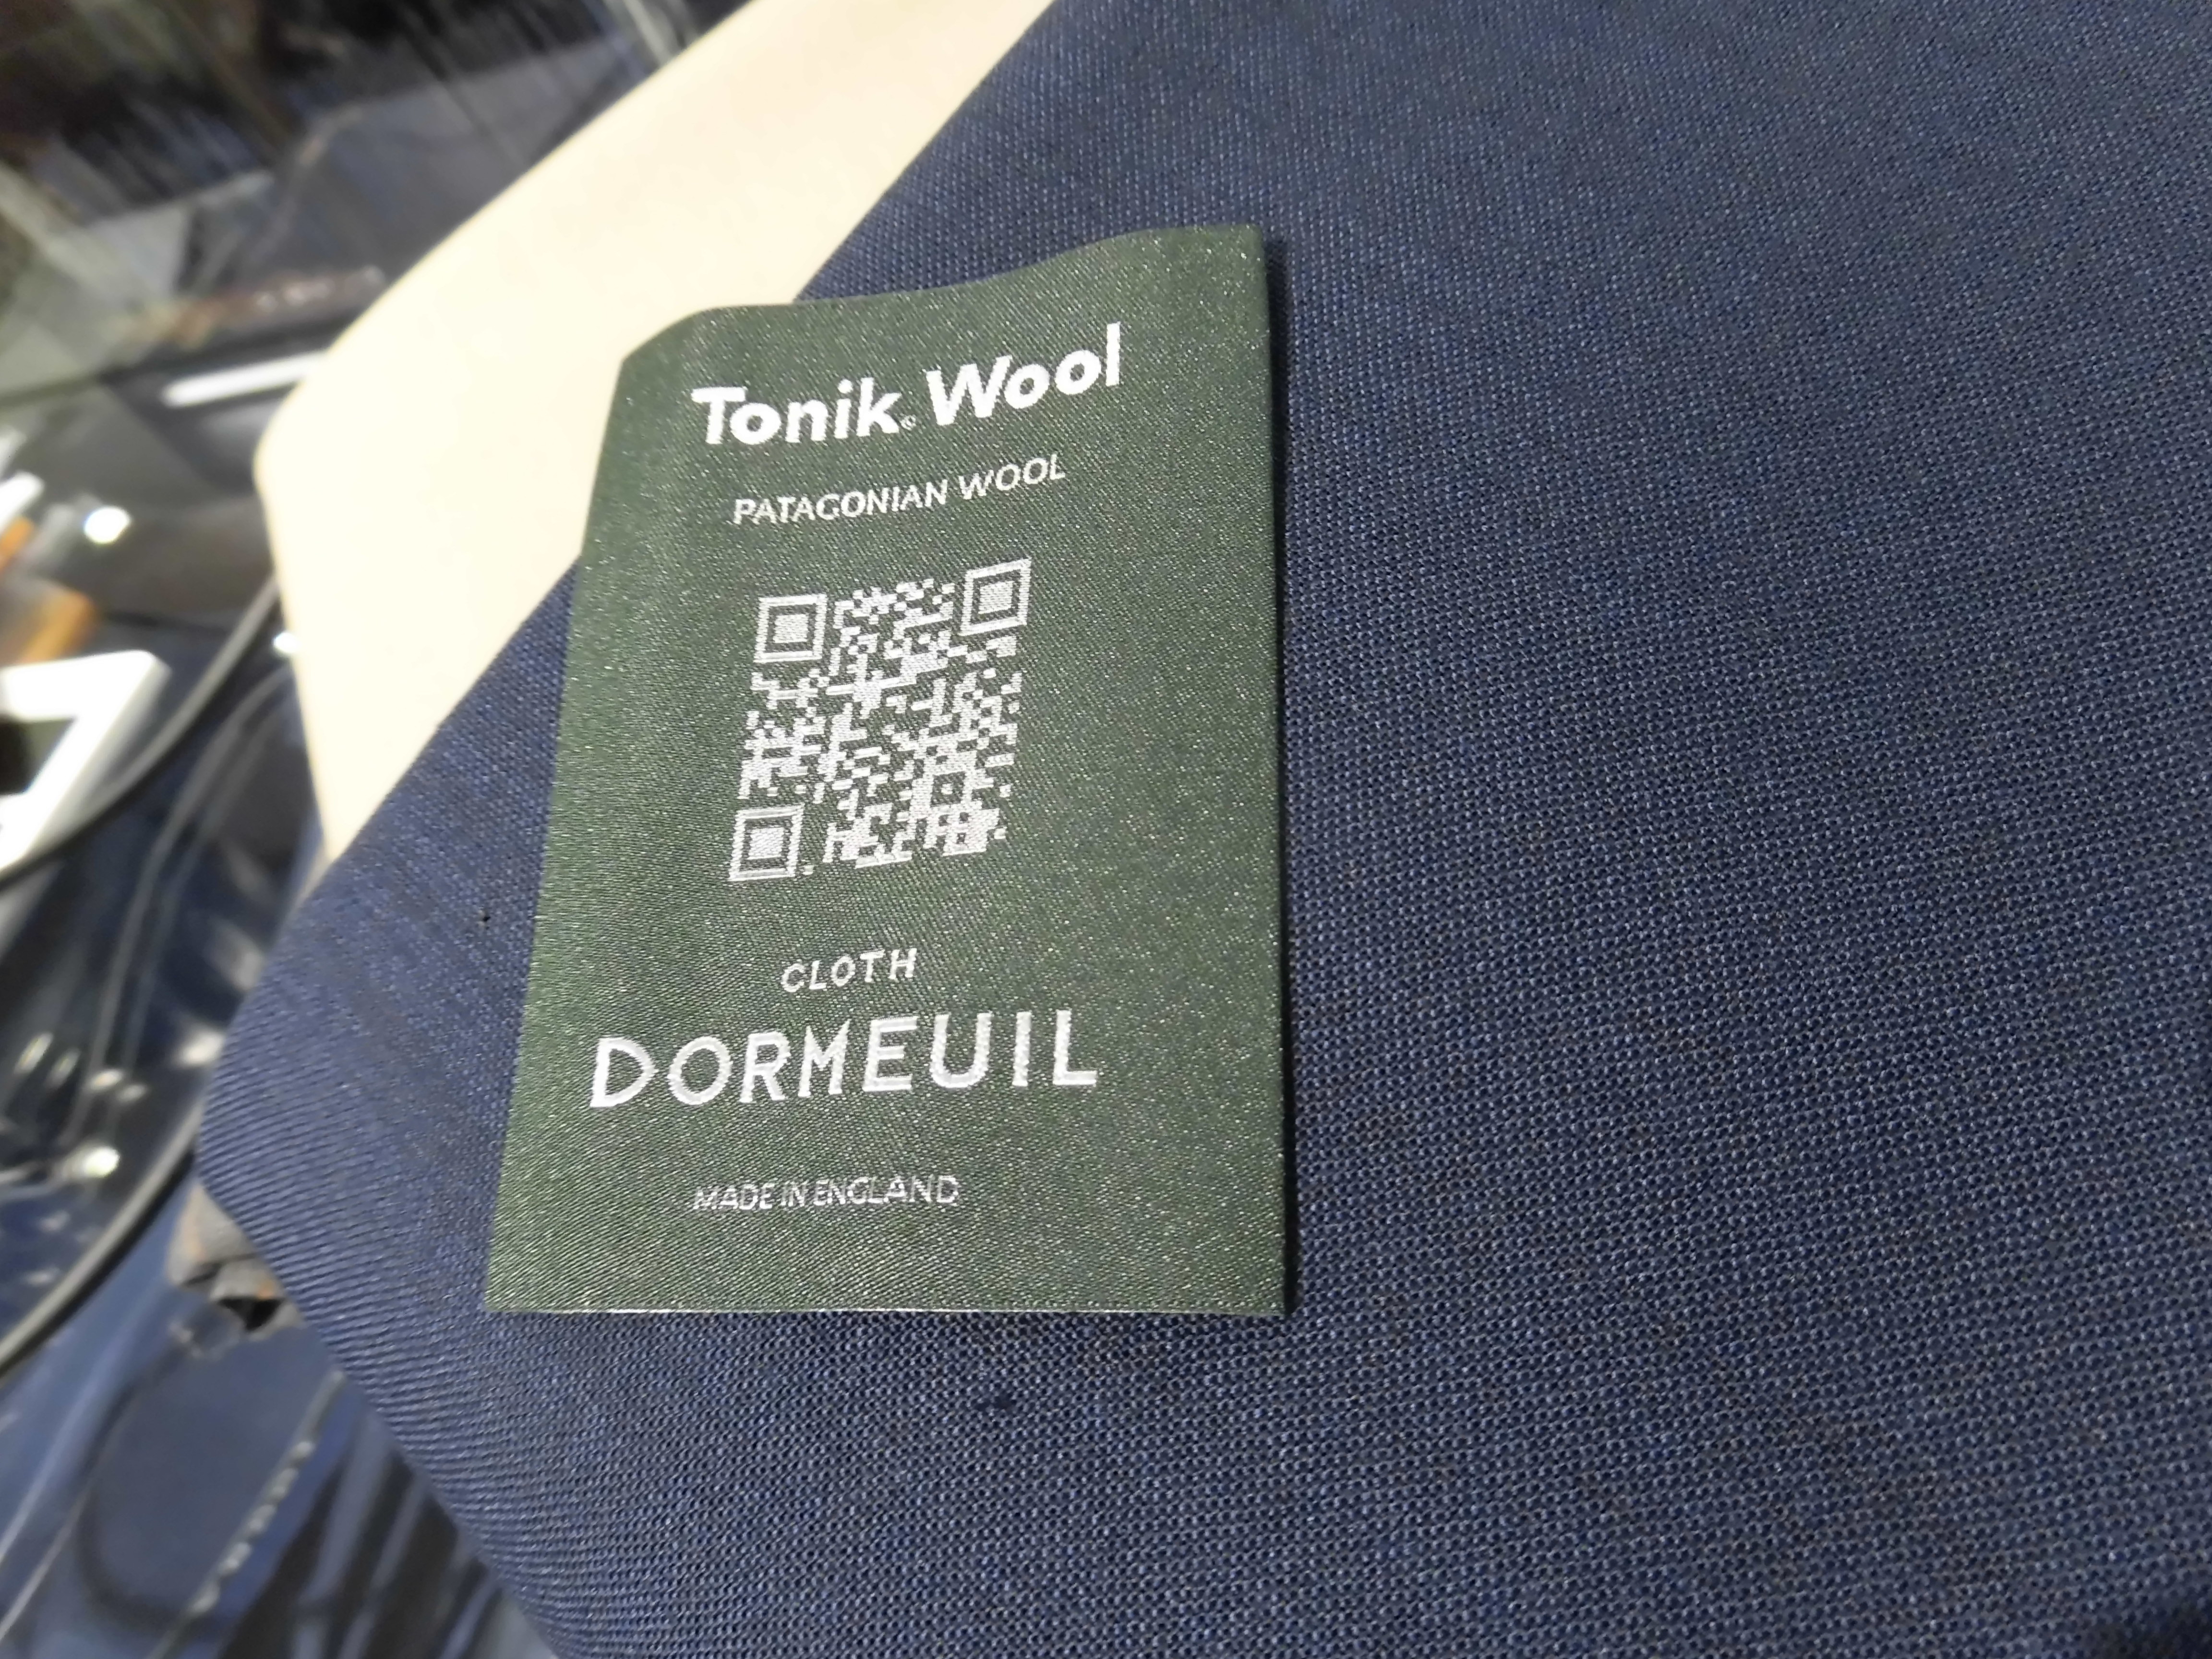 Tonik® Wool
PATAGONIAN WOOL
CLOTH
DORMEUIL
MADE IN ENGLAND